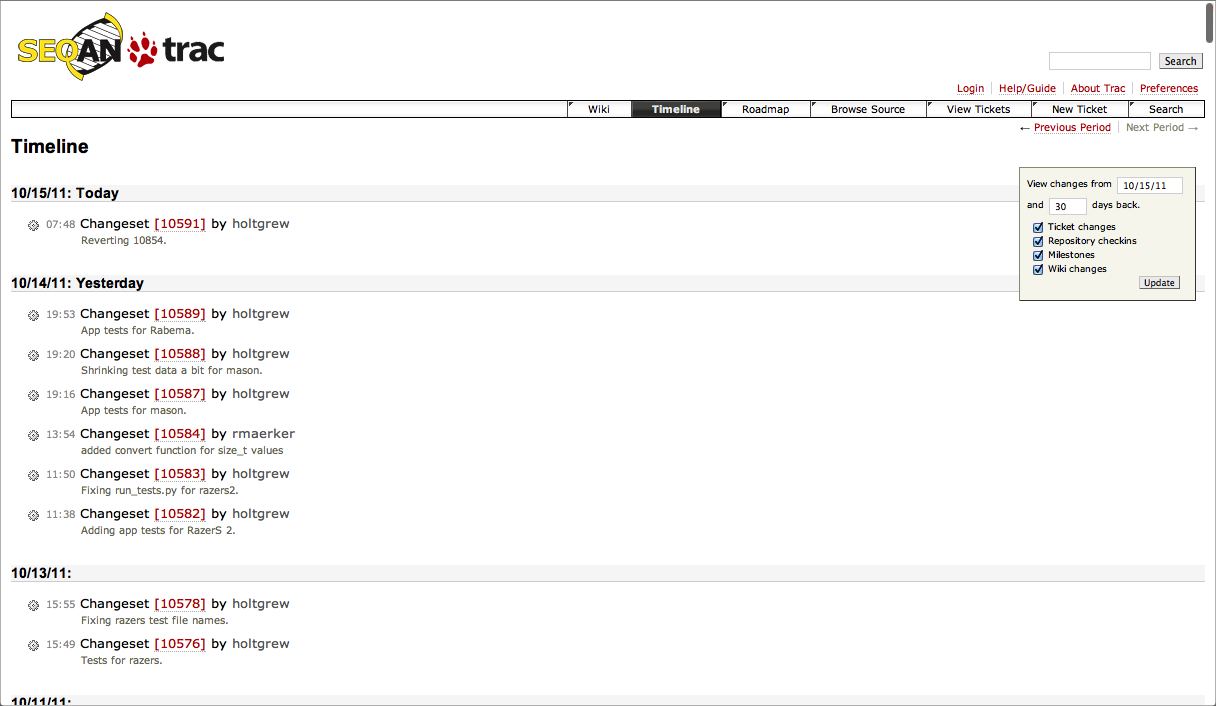 SEQAN trac
Search
Login Help/Guide About Trac Preferences
Wiki Timeline Roadmap Browse Source View Tickets New Ticket Search
← Previous Period Next Period →
Timeline
View changes from 10/15/11
and 30 days back.
Ticket changes
Repository checkins
Milestones
Wiki changes
Update
10/15/11: Today
07:48 Changeset [10591] by holtgrew
Reverting 10854.
10/14/11: Yesterday
19:53 Changeset [10589] by holtgrew
App tests for Rabema.
19:20 Changeset [10588] by holtgrew
Shrinking test data a bit for mason.
19:16 Changeset [10587] by holtgrew
App tests for mason.
13:54 Changeset [10584] by rmaerker
added convert function for size_t values
11:50 Changeset [10583] by holtgrew
Fixing run_tests.py for razers2.
11:38 Changeset [10582] by holtgrew
Adding app tests for RazerS 2.
10/13/11:
15:55 Changeset [10578] by holtgrew
Fixing razers test file names.
15:49 Changeset [10576] by holtgrew
Tests for razers.
10/11/11: